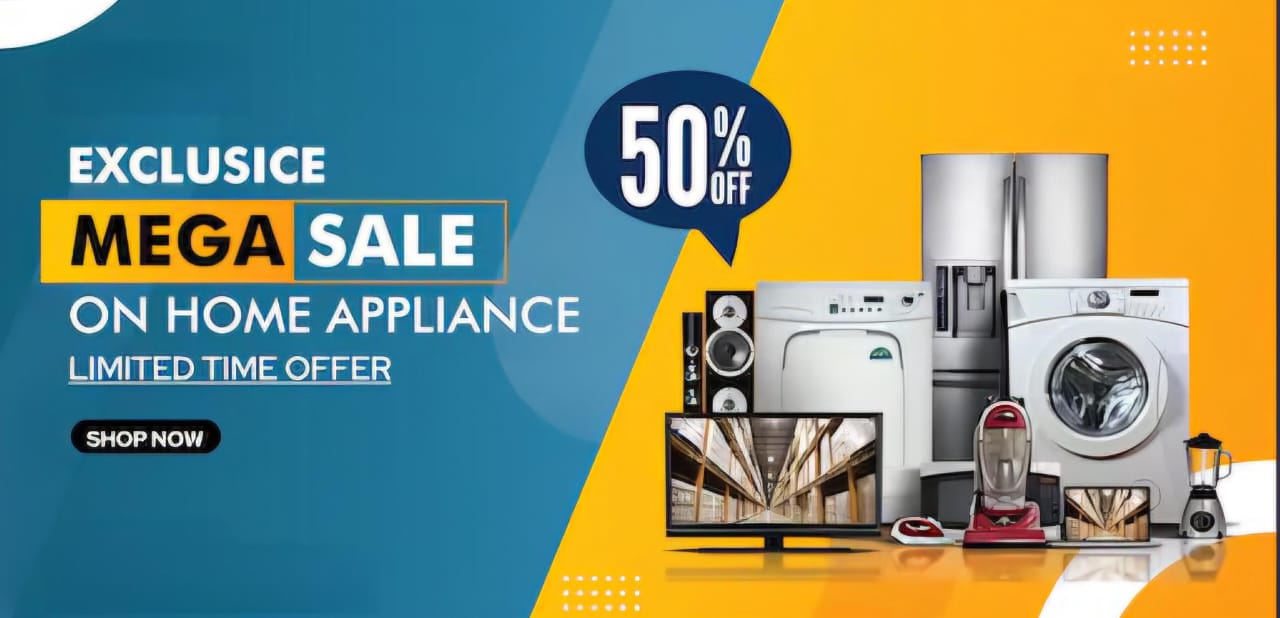 EXCLUSICE
MEGA SALE
ON HOME APPLIANCE
LIMITED TIME OFFER
SHOP NOW
50%
OFF